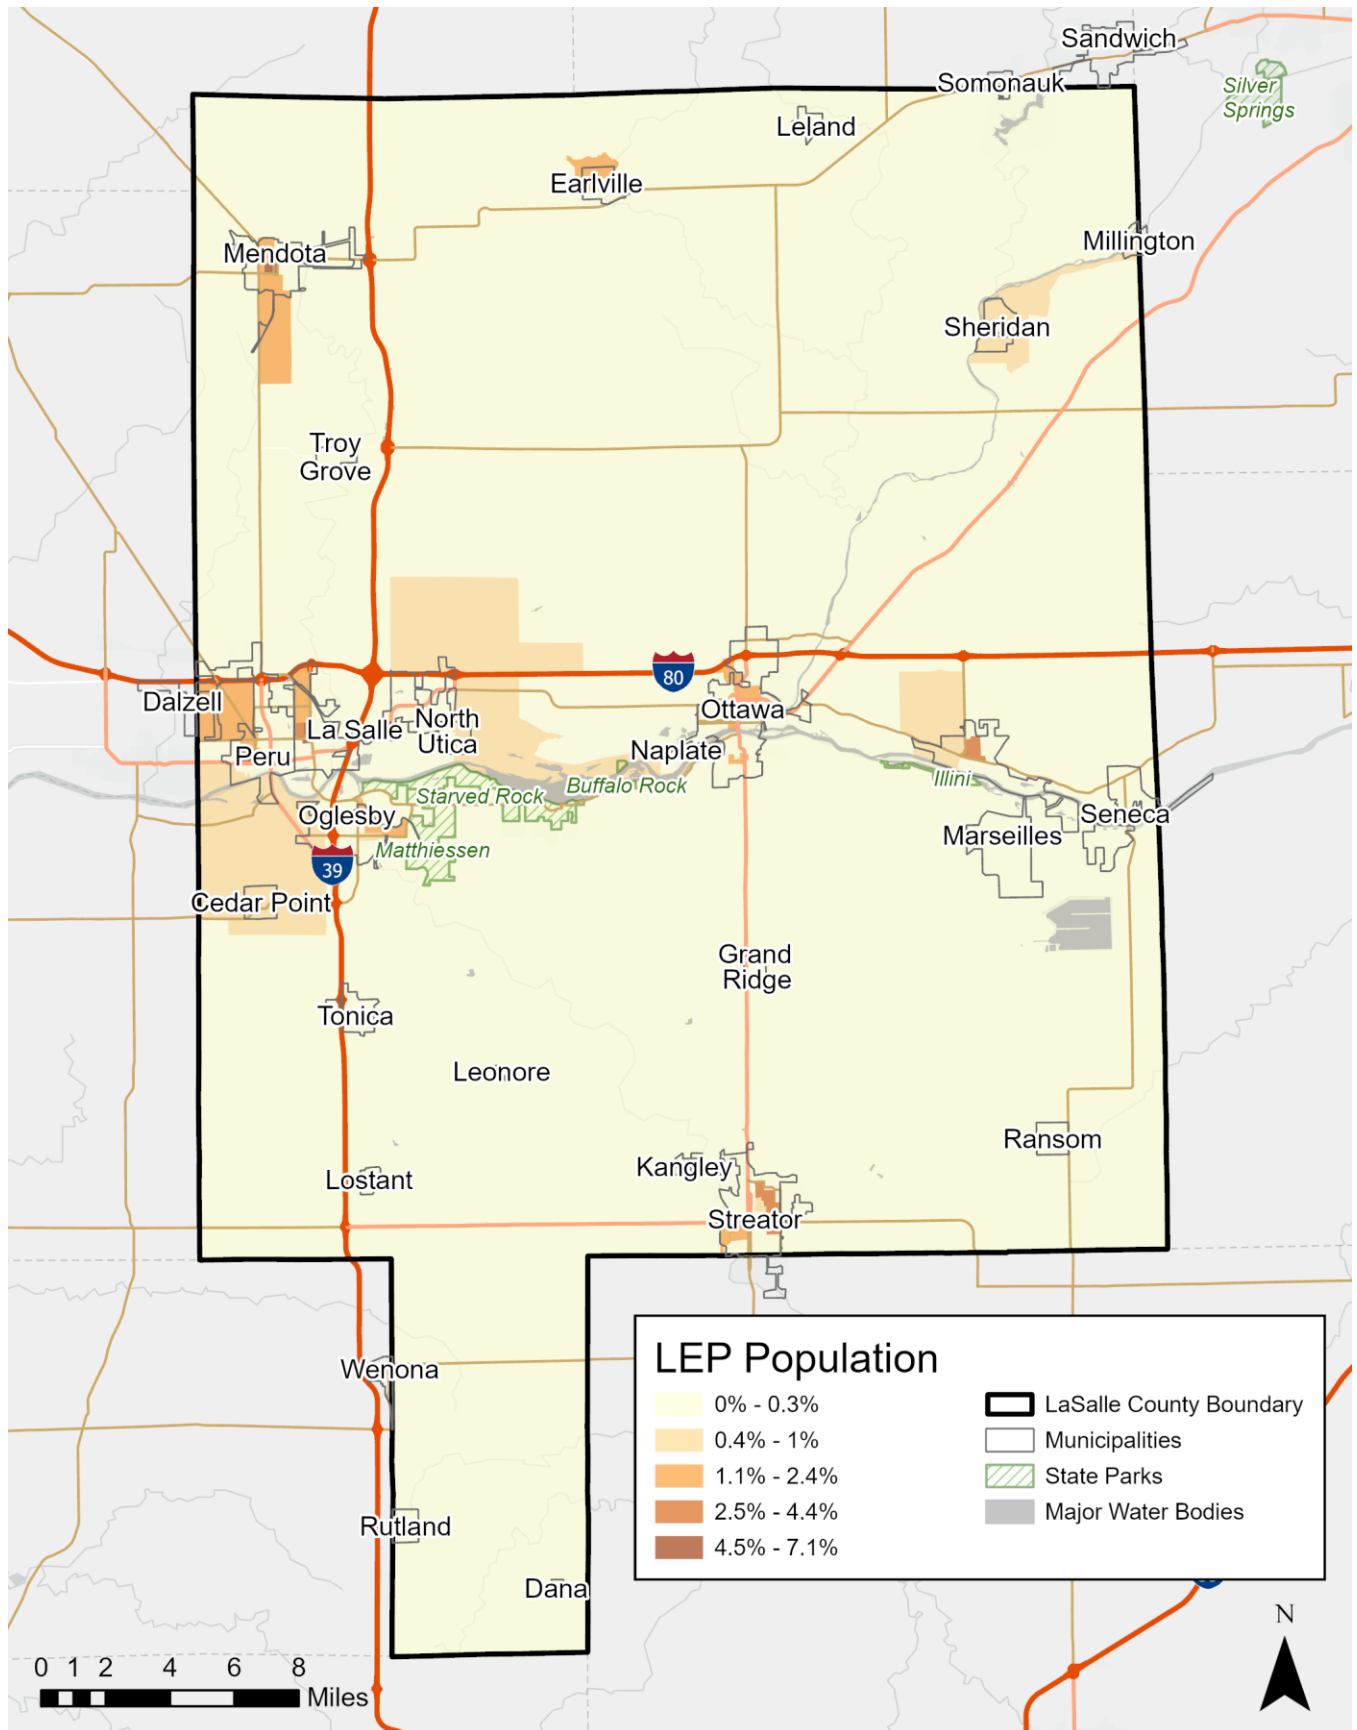 Sandwich
Somonauk
Silver
Springs
Leland
Earlville
Mendota
Millington
Sheridan
Troy
Grove
80
Dalzell
La Salle
North
Utica
Ottawa
Peru
Naplate
Starved Rock
Buffalo Rock
Illini
Oglesby
Matthiessen
Marseilles
Seneca
39
Cedar Point
Grand
Ridge
Tonica
Leonore
Ransom
Kangley
Lostant
Streator
Wenona
Rutland
Dana
LEP Population
0% - 0.3%
0.4% - 1%
1.1% - 2.4%
2.5% - 4.4%
4.5% - 7.1%
LaSalle County Boundary
Municipalities
State Parks
Major Water Bodies
N
0 1 2 4 6 8
Miles